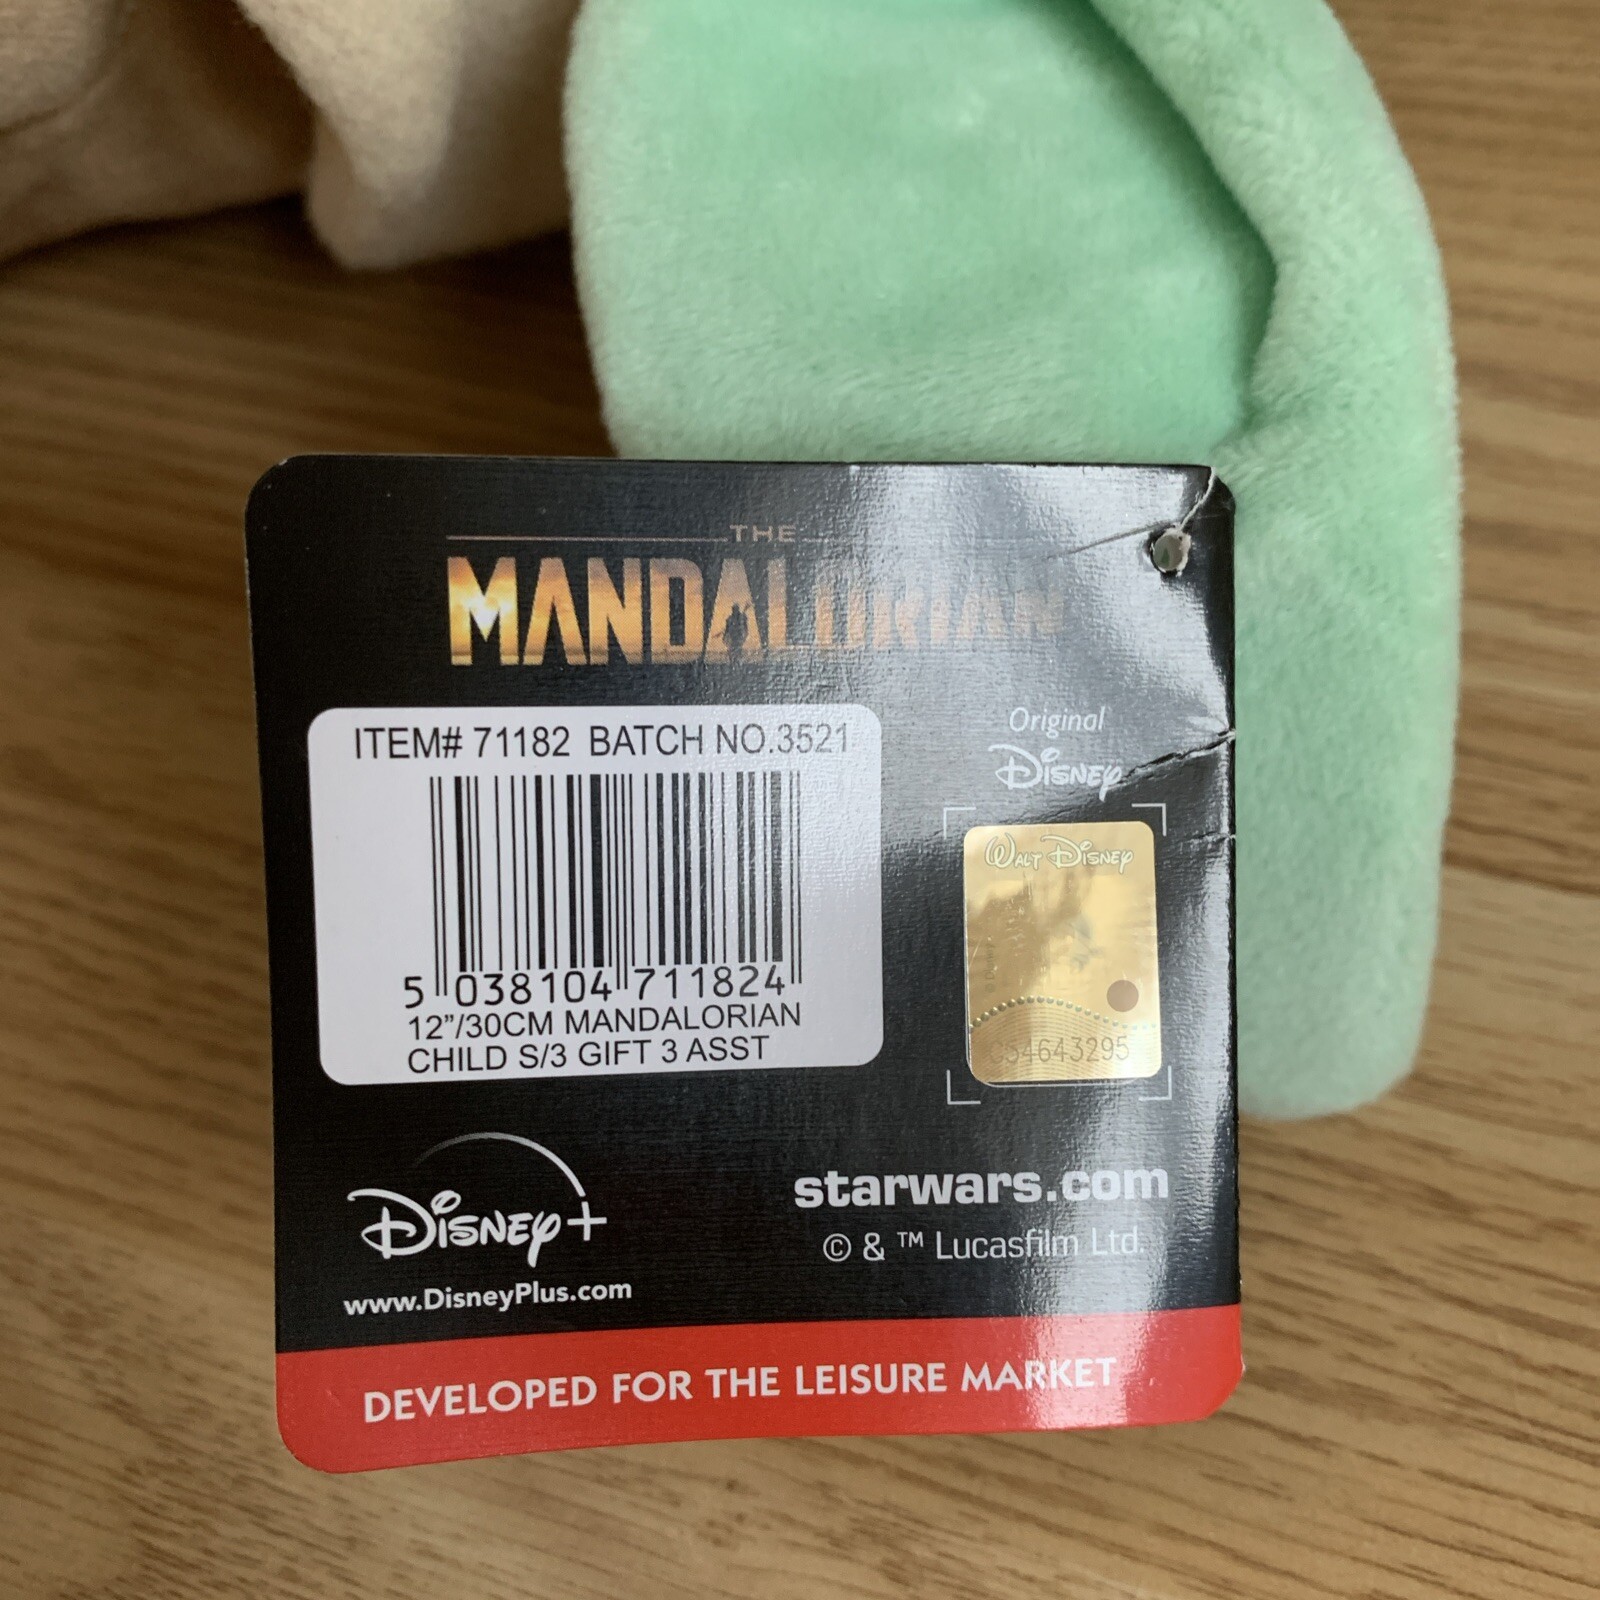 THE
MANDALORIAN
ITEM# 71182 BATCH NO.3521
5 038104 711824
12"/30CM MANDALORIAN
CHILD S/3 GIFT 3 ASST
Original
Disney
WALT DISNEY
C54643295
Disney+
www.DisneyPlus.com
starwars.com
© & ™ Lucasfilm Ltd.
DEVELOPED FOR THE LEISURE MARKET